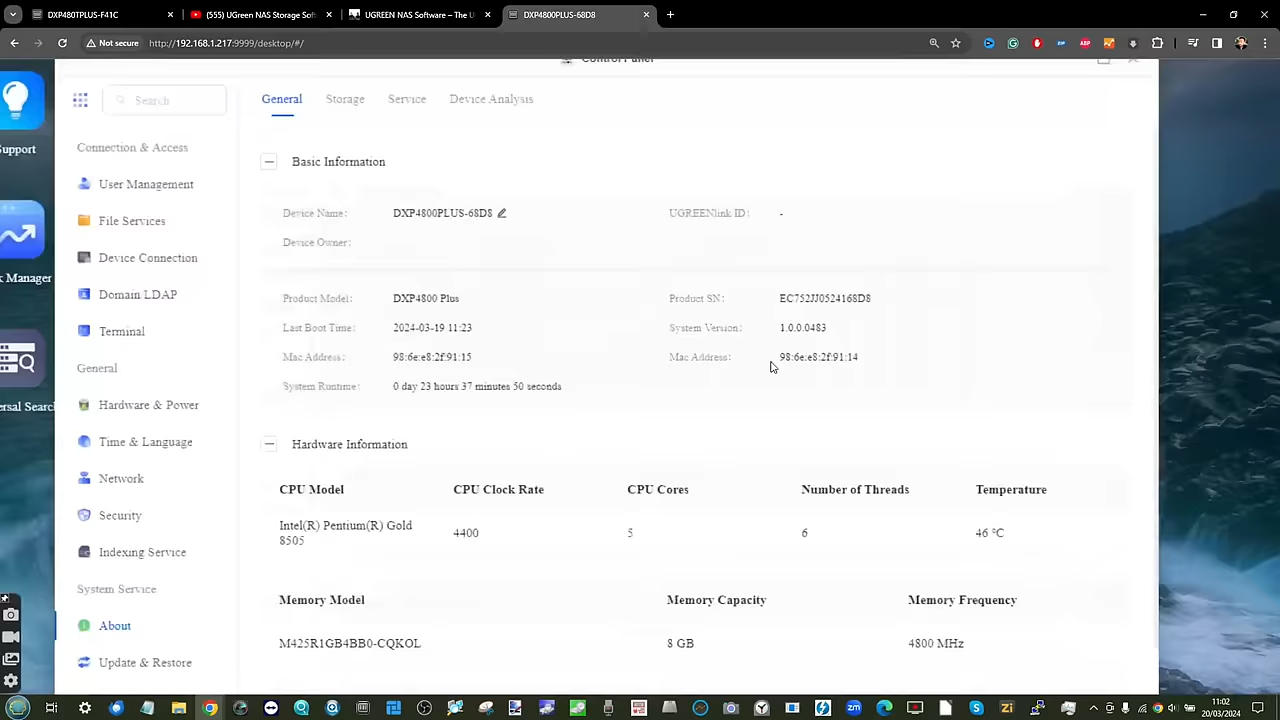 DXP480TPLUS-F41C
(555) UGreen NAS Storage Sof
UGREEN NAS Software – The U
DXP4800PLUS-68D8
Not secure
http://192.168.1.217:9999/desktop/#/
Control Panel
Search
General
Storage
Service
Device Analysis
Connection & Access
User Management
File Services
Device Connection
Domain LDAP
Terminal
General
Hardware & Power
Time & Language
Network
Security
Indexing Service
System Service
About
Update & Restore
Support
k Manager
ersal Search
Basic Information
Device Name: DXP4800PLUS-68D8 UGREENlink ID: -
Device Owner:
Product Model: DXP4800 Plus Product SN: EC752JJ0524168D8
Last Boot Time: 2024-03-19 11:23 System Version: 1.0.0.0483
Mac Address: 98:6e:e8:2f:91:15 Mac Address: 98:6e:e8:2f:91:14
System Runtime: 0 day 23 hours 37 minutes 50 seconds
Hardware Information
CPU Model CPU Clock Rate CPU Cores Number of Threads Temperature
Intel(R) Pentium(R) Gold
8505 4400 5 6 46 °C
Memory Model Memory Capacity Memory Frequency
M425R1GB4BB0-CQKOL 8 GB 4800 MHz
11:02
20/03/2024